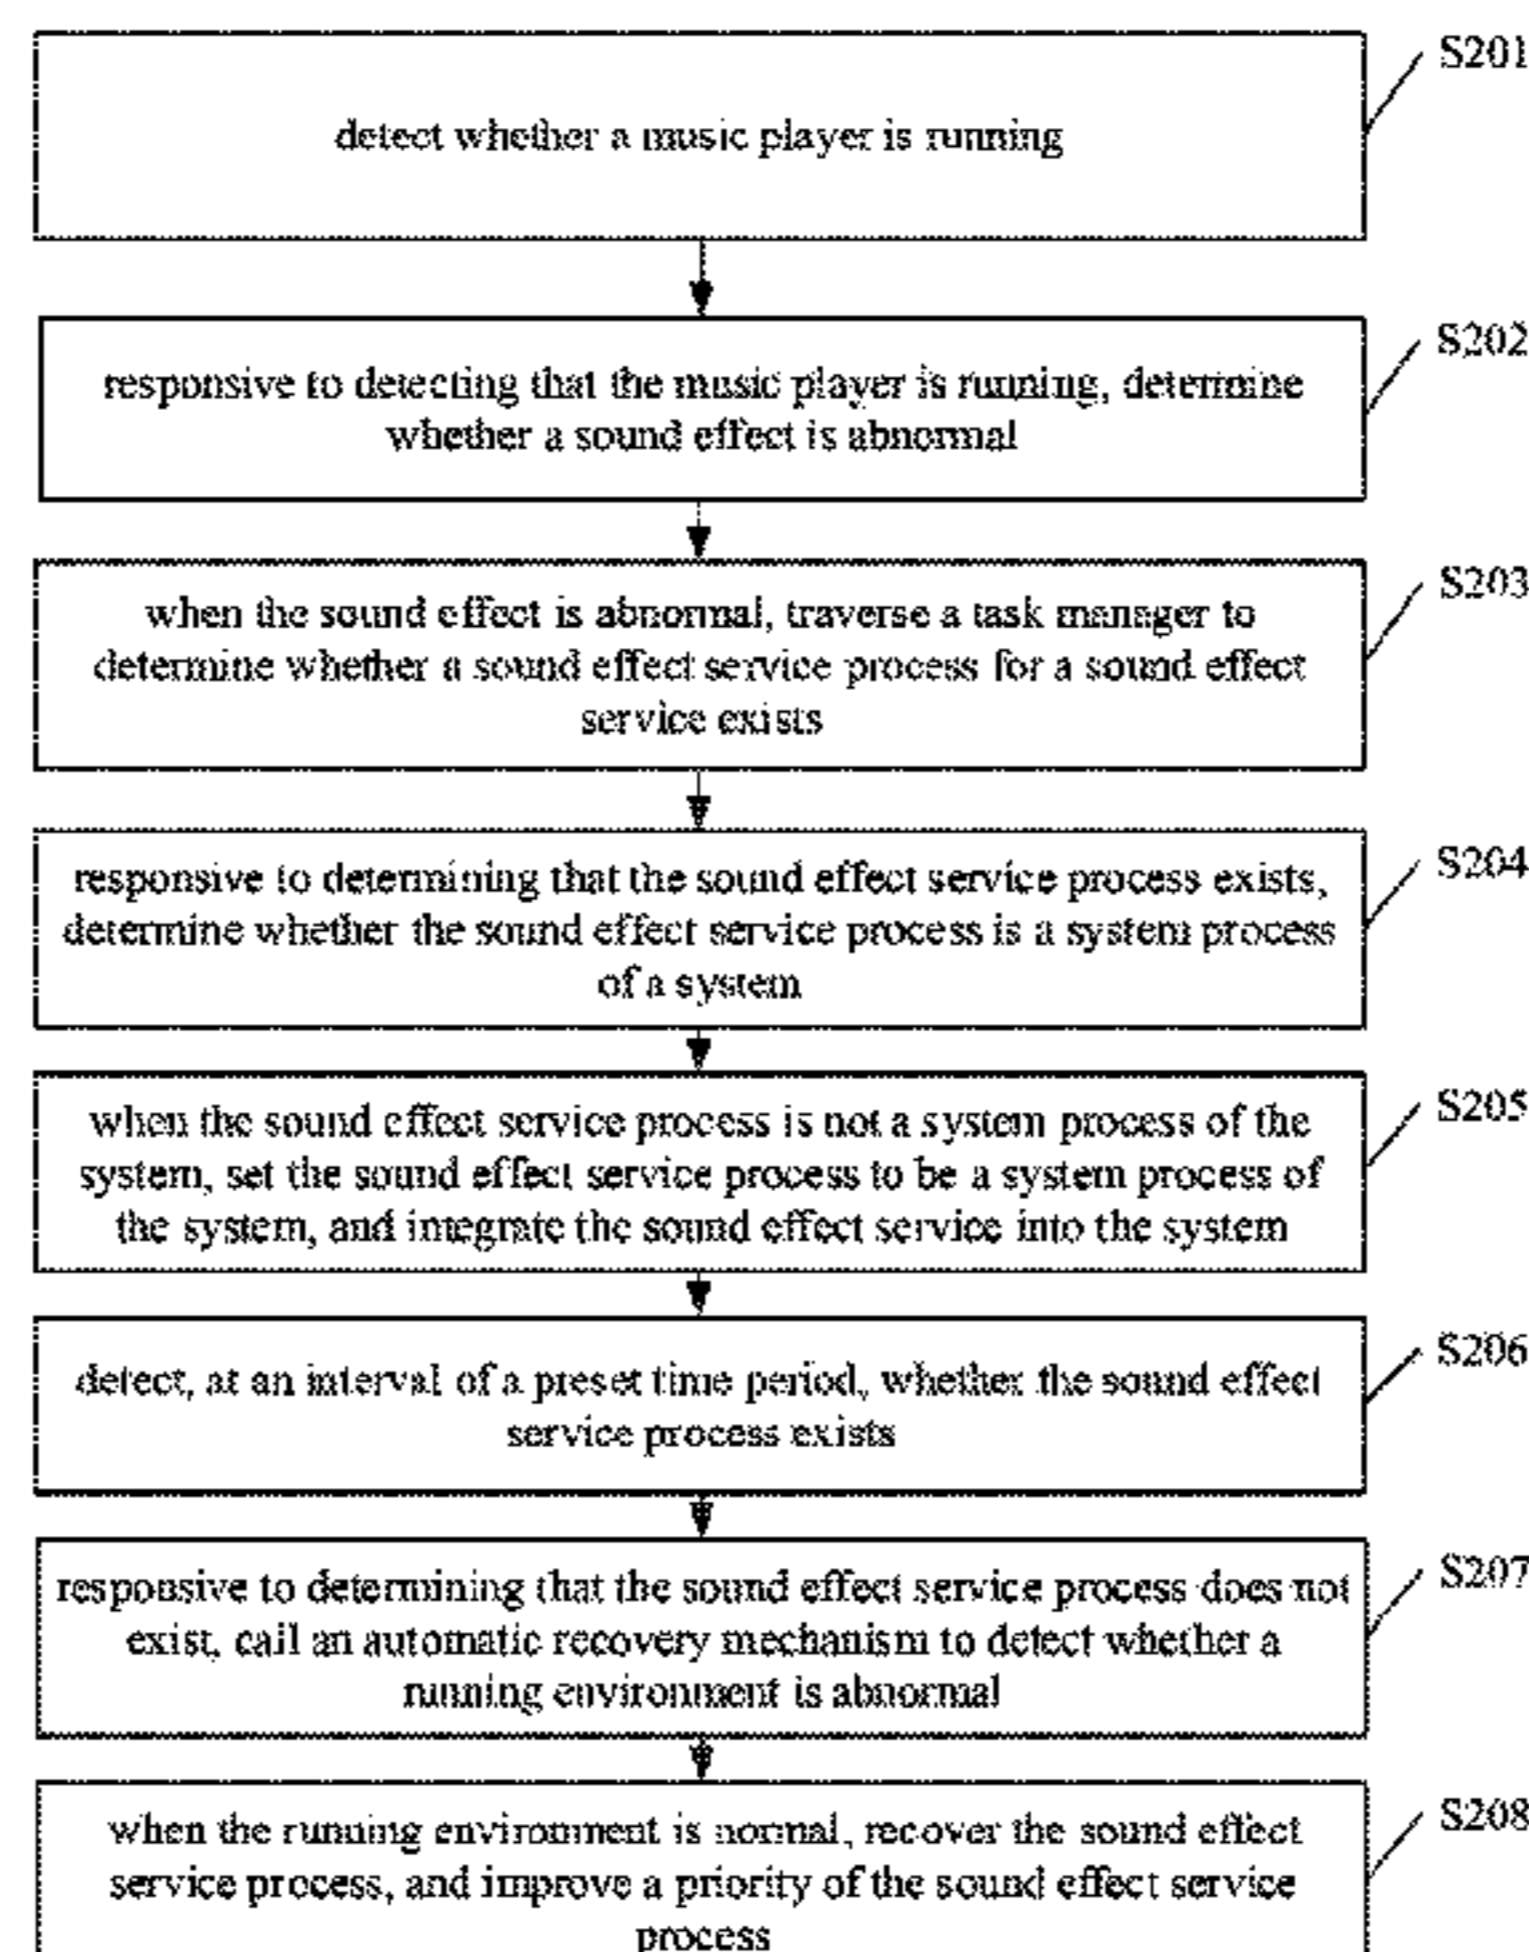 S201
detect whether a music player is running
S202
responsive to detecting that the music player is running, determine
whether a sound effect is abnormal
S203
when the sound effect is abnormal, traverse a task manager to
determine whether a sound effect service process for a sound effect
service exists
S204
responsive to determining that the sound effect service process exists,
determine whether the sound effect service process is a system process
of a system
S205
when the sound effect service process is not a system process of the
system, set the sound effect service process to be a system process of
the system, and integrate the sound effect service into the system
S206
detect, at an interval of a preset time period, whether the sound effect
service process exists
S207
responsive to determining that the sound effect service process does not
exist, call an automatic recovery mechanism to detect whether a
running environment is abnormal
S208
when the running environment is normal, recover the sound effect
service process, and improve a priority of the sound effect service
process